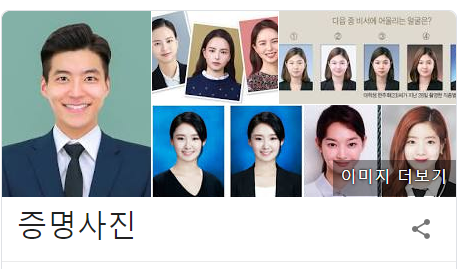 다음 중 비서에 어울리는 얼굴은?
① ② ③ ④
이미지 더보기
증명사진